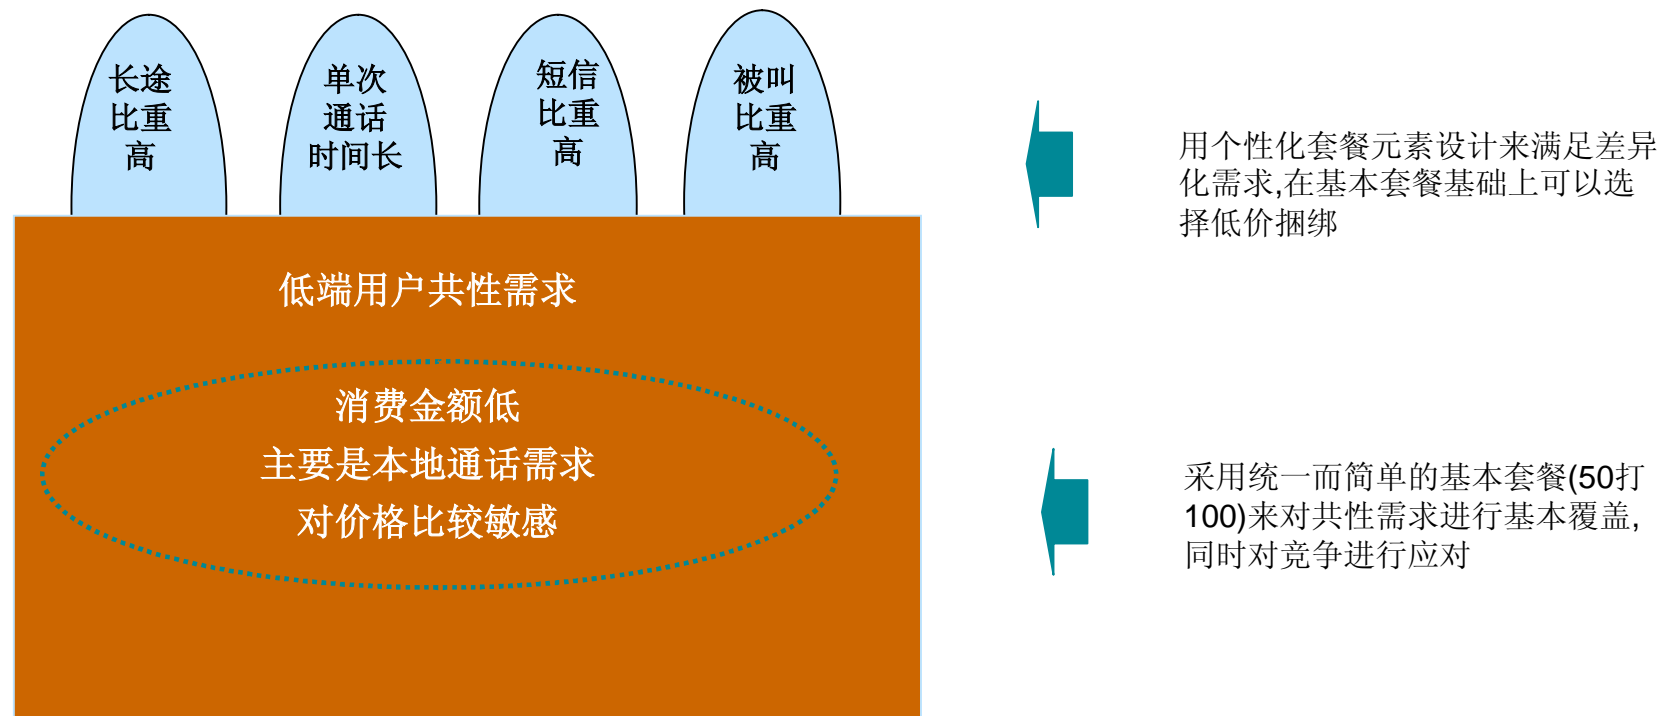 长途
比重
高
单次
通话
时间长
短信
比重
高
被叫
比重
高
用个性化套餐元素设计来满足差异
化需求,在基本套餐基础上可以选
择低价捆绑
低端用户共性需求
消费金额低
主要是本地通话需求
对价格比较敏感
采用统一而简单的基本套餐(50打
100)来对共性需求进行基本覆盖,
同时对竞争进行应对